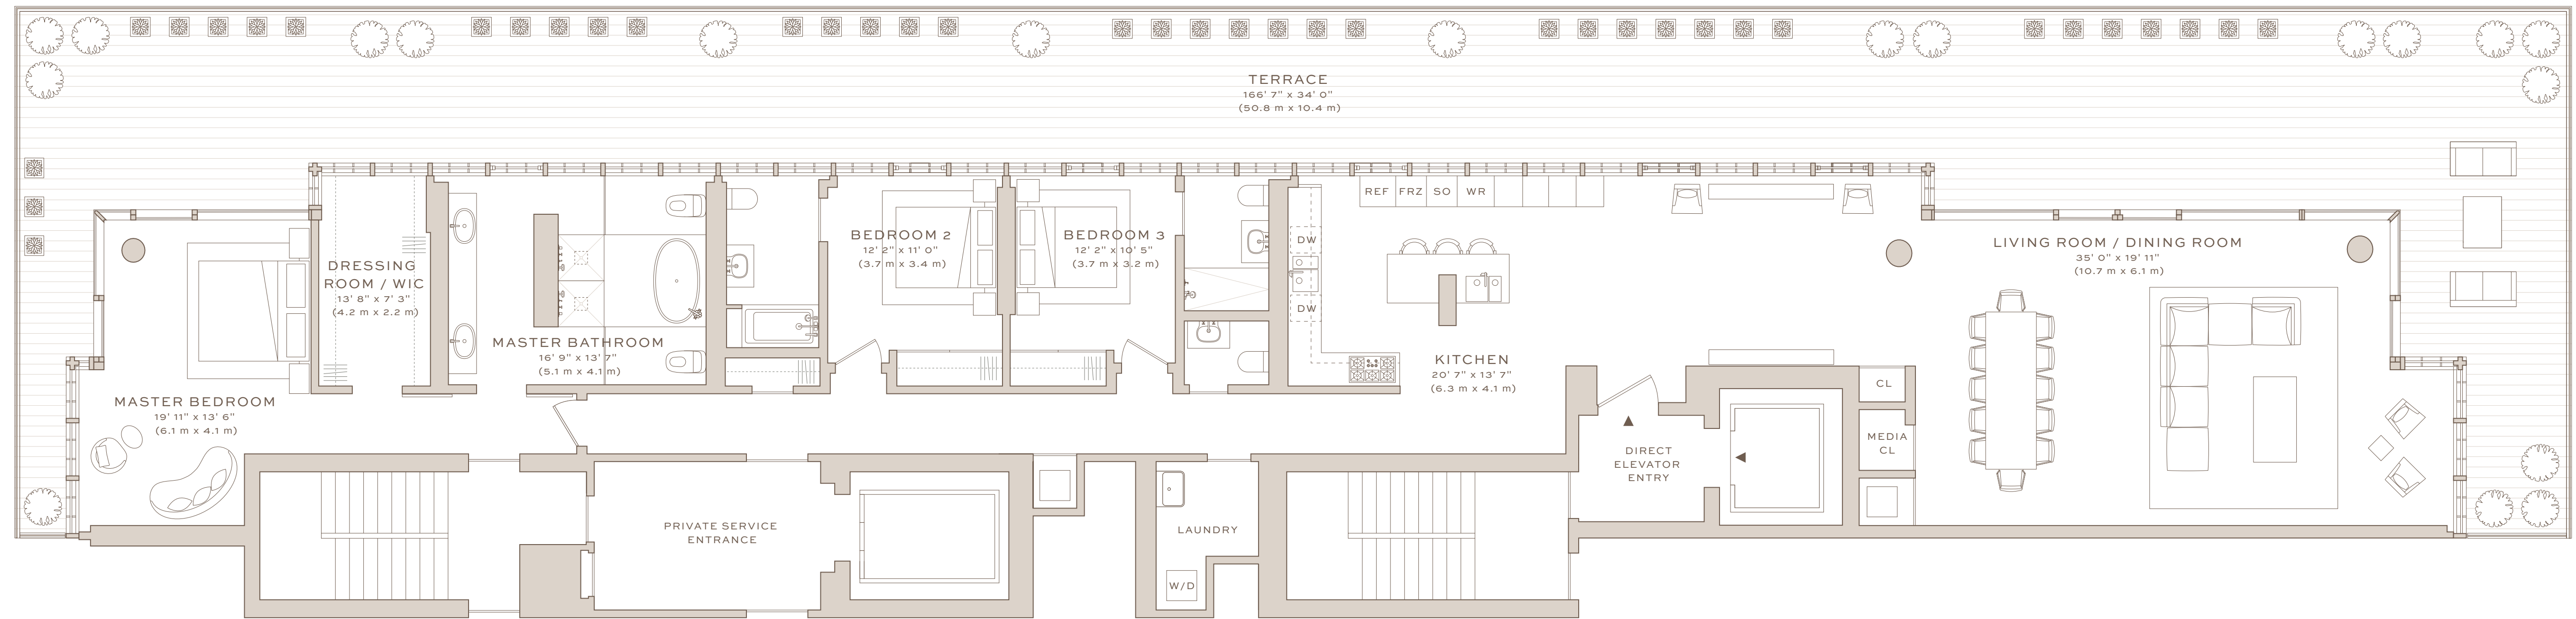 TERRACE
166' 7" x 34' 0"
(50.8 m x 10.4 m)
REF FRZ SO WR
BEDROOM 2
12' 2" x 11' 0"
(3.7 m x 3.4 m)
BEDROOM 3
12' 2" x 10' 5"
(3.7 m x 3.2 m)
DW
DW
LIVING ROOM / DINING ROOM
35' 0" x 19' 11"
(10.7 m x 6.1 m)
DRESSING
ROOM / WIC
13' 8" x 7' 3"
(4.2 m x 2.2 m)
MASTER BATHROOM
16' 9" x 13' 7"
(5.1 m x 4.1 m)
KITCHEN
20' 7" x 13' 7"
(6.3 m x 4.1 m)
MASTER BEDROOM
19' 11" x 13' 6"
(6.1 m x 4.1 m)
CL
MEDIA
CL
DIRECT
ELEVATOR
ENTRY
PRIVATE SERVICE
ENTRANCE
LAUNDRY
W/D